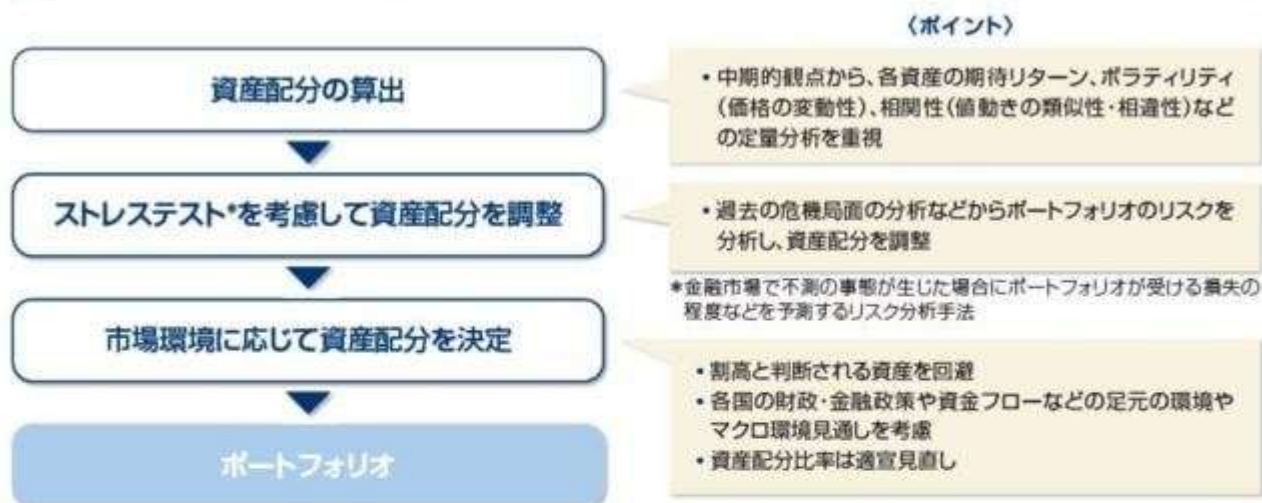 〈ポイント〉
資産配分の算出
・中期的観点から、各資産の期待リターン、ボラティリティ
(価格の変動性)、相関性(値動きの類似性・相違性)など
の定量分析を重視
ストレステスト*を考慮して資産配分を調整
・過去の危機局面の分析などからポートフォリオのリスクを
分析し、資産配分を調整
*金融市場で不測の事態が生じた場合にポートフォリオが受ける損失の
程度などを予測するリスク分析手法
市場環境に応じて資産配分を決定
・割高と判断される資産を回避
・各国の財政・金融政策や資金フローなどの足元の環境や
マクロ環境見通しを考慮
・資産配分比率は適宜見直し
ポートフォリオ